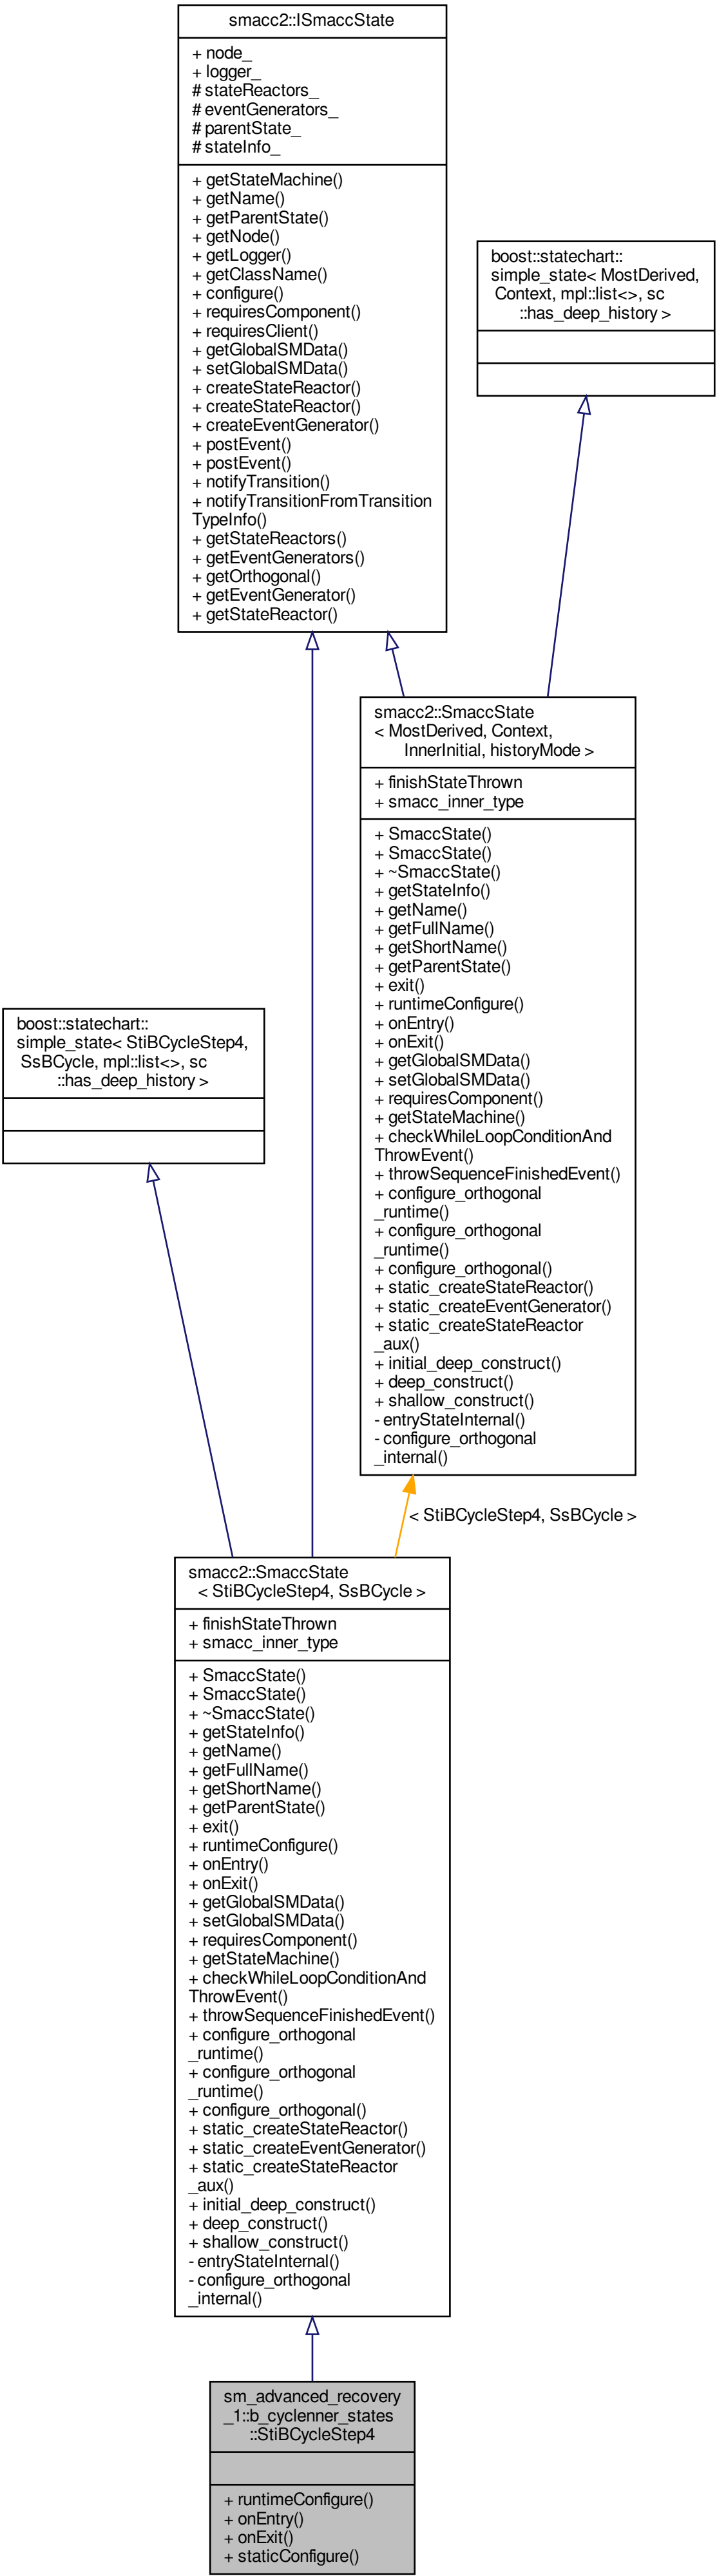 smacc2::ISmaccState
+ node_
+ logger_
# stateReactors_
# eventGenerators_
# parentState_
# stateInfo_
+ getStateMachine()
+ getName()
+ getParentState()
+ getNode()
+ getLogger()
+ getClassName()
+ configure()
+ requiresComponent()
+ requiresClient()
+ getGlobalSMData()
+ setGlobalSMData()
+ createStateReactor()
+ createStateReactor()
+ createEventGenerator()
+ postEvent()
+ postEvent()
+ notifyTransition()
+ notifyTransitionFromTransition
TypeInfo()
+ getStateReactors()
+ getEventGenerators()
+ getOrthogonal()
+ getEventGenerator()
+ getStateReactor()
boost::statechart::
simple_state< MostDerived,
Context, mpl::list<>, sc
::has_deep_history >
smacc2::SmaccState
< MostDerived, Context,
InnerInitial, historyMode >
+ finishStateThrown
+ smacc_inner_type
+ SmaccState()
+ SmaccState()
+ ~SmaccState()
+ getStateInfo()
+ getName()
+ getFullName()
+ getShortName()
+ getParentState()
+ exit()
+ runtimeConfigure()
+ onEntry()
+ onExit()
+ getGlobalSMData()
+ setGlobalSMData()
+ requiresComponent()
+ getStateMachine()
+ checkWhileLoopConditionAnd
ThrowEvent()
+ throwSequenceFinishedEvent()
+ configure_orthogonal
_runtime()
+ configure_orthogonal
_runtime()
+ configure_orthogonal()
+ static_createStateReactor()
+ static_createEventGenerator()
+ static_createStateReactor
_aux()
+ initial_deep_construct()
+ deep_construct()
+ shallow_construct()
- entryStateInternal()
- configure_orthogonal
_internal()
boost::statechart::
simple_state< StiBCycleStep4,
SsBCycle, mpl::list<>, sc
::has_deep_history >
< StiBCycleStep4, SsBCycle >
smacc2::SmaccState
< StiBCycleStep4, SsBCycle >
+ finishStateThrown
+ smacc_inner_type
+ SmaccState()
+ SmaccState()
+ ~SmaccState()
+ getStateInfo()
+ getName()
+ getFullName()
+ getShortName()
+ getParentState()
+ exit()
+ runtimeConfigure()
+ onEntry()
+ onExit()
+ getGlobalSMData()
+ setGlobalSMData()
+ requiresComponent()
+ getStateMachine()
+ checkWhileLoopConditionAnd
ThrowEvent()
+ throwSequenceFinishedEvent()
+ configure_orthogonal
_runtime()
+ configure_orthogonal
_runtime()
+ configure_orthogonal()
+ static_createStateReactor()
+ static_createEventGenerator()
+ static_createStateReactor
_aux()
+ initial_deep_construct()
+ deep_construct()
+ shallow_construct()
- entryStateInternal()
- configure_orthogonal
_internal()
sm_advanced_recovery
_1::b_cyclenner_states
::StiBCycleStep4
+ runtimeConfigure()
+ onEntry()
+ onExit()
+ staticConfigure()